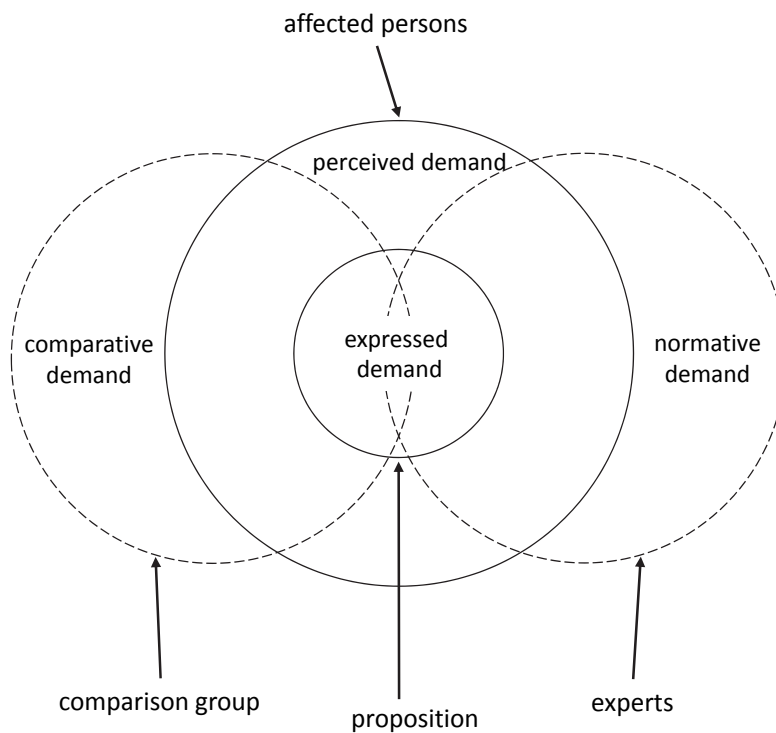 affected persons
perceived demand
comparative
demand
expressed
demand
normative
demand
comparison group
proposition
experts